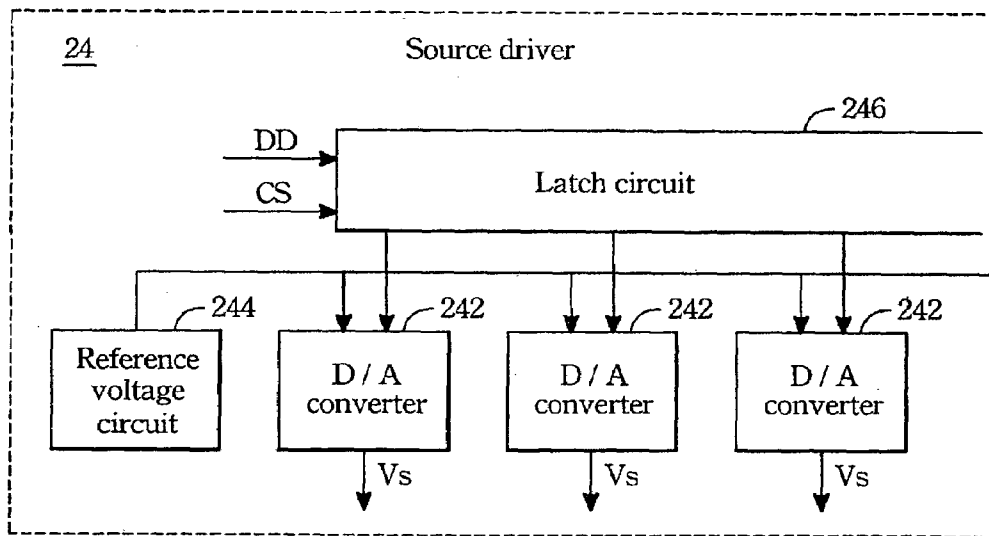 24
Source driver
246
DD
Latch circuit
CS
244
242
242
242
Reference
voltage
circuit
D / A
converter
D / A
converter
D / A
converter
Vs
Vs
Vs